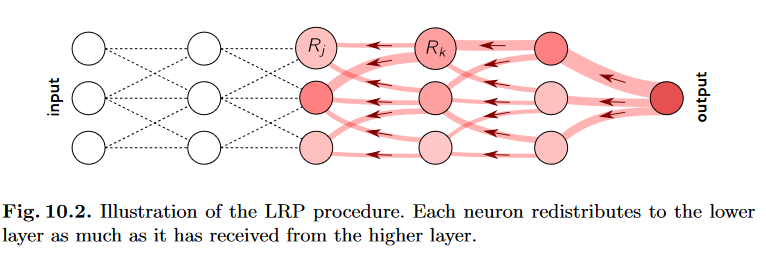 R_j
R_k
input
output
Fig. 10.2. Illustration of the LRP procedure. Each neuron redistributes to the lower
layer as much as it has received from the higher layer.